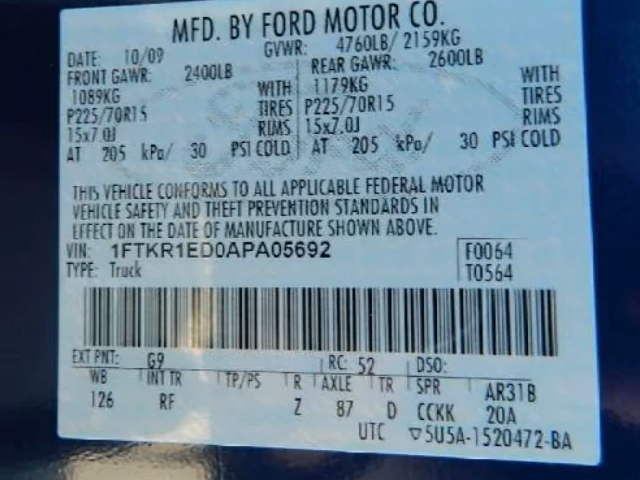 MFD. BY FORD MOTOR CO.
DATE: 10/09 GVWR: 4760LB/ 2159KG
FRONT GAWR: 2400LB REAR GAWR: 2600LB
1089KG WITH 1179KG WITH
P225/70R15 TIRES P225/70R15 TIRES
15x7.0J RIMS 15x7.0J RIMS
AT 205 kPa/ 30 PSI COLD AT 205 kPa/ 30 PSI COLD
THIS VEHICLE CONFORMS TO ALL APPLICABLE FEDERAL MOTOR
VEHICLE SAFETY AND THEFT PREVENTION STANDARDS IN
EFFECT ON THE DATE OF MANUFACTURE SHOWN ABOVE.
VIN: 1FTKR1ED0APA05692 F0064
TYPE: Truck T0564
EXT PNT: G9 RC: 52 DSO:
WB INT TR TP/PS R AXLE TR SPR AR31B
126 RF Z 87 D CCKK 20A
UTC ▽5U5A-1520472-BA